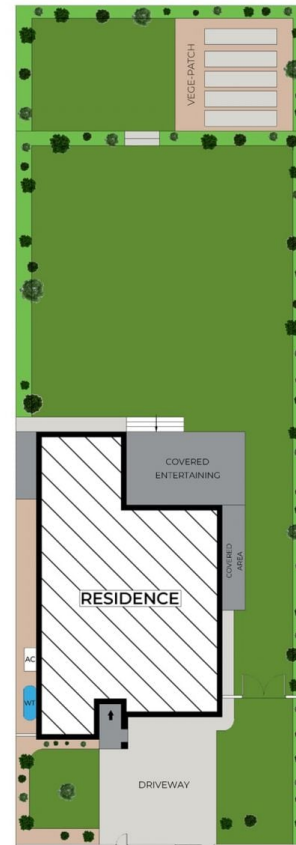 VEGE-PATCH
COVERED
ENTERTAINING
COVERED
AREA
RESIDENCE
AC
WT
DRIVEWAY